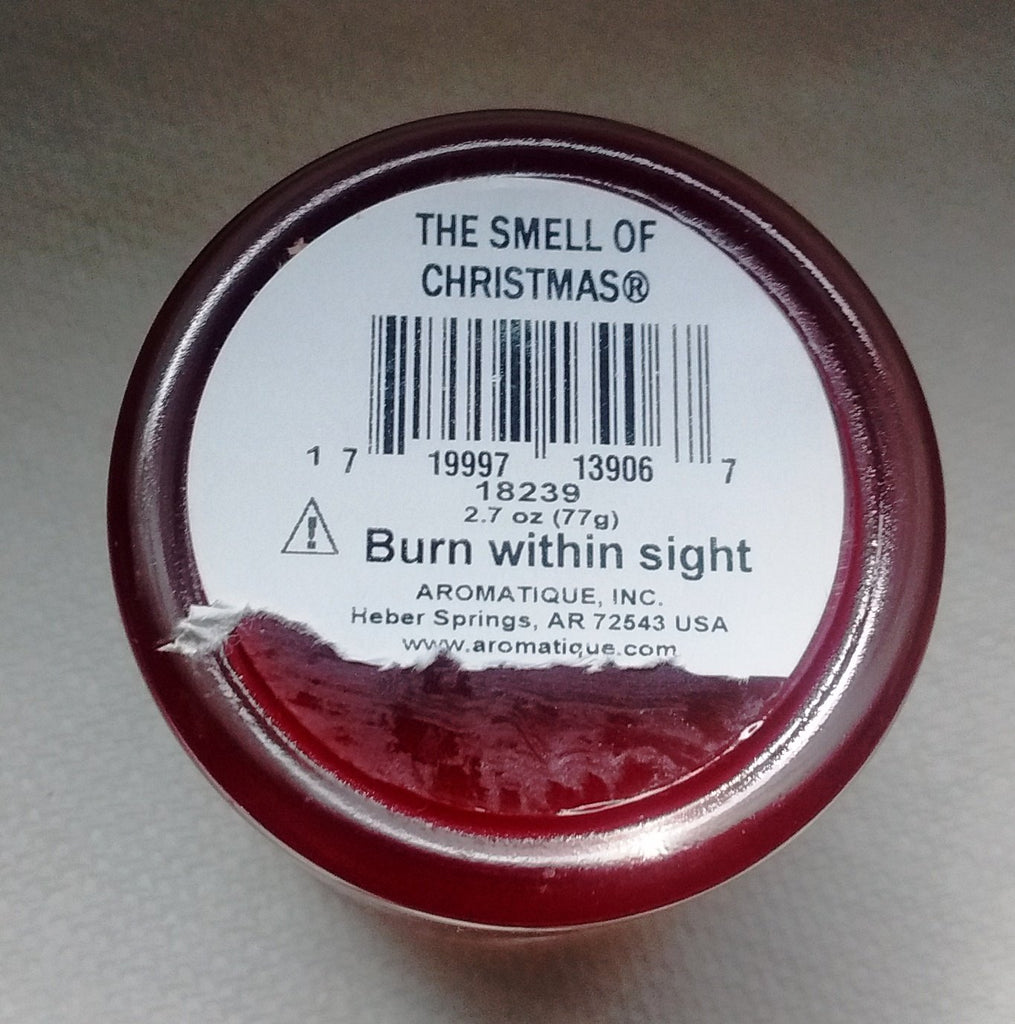 THE SMELL OF
CHRISTMAS®
1 7 19997 13906 7
18239
2.7 oz (77g)
! Burn within sight
AROMATIQUE, INC.
Heber Springs, AR 72543 USA
www.aromatique.com